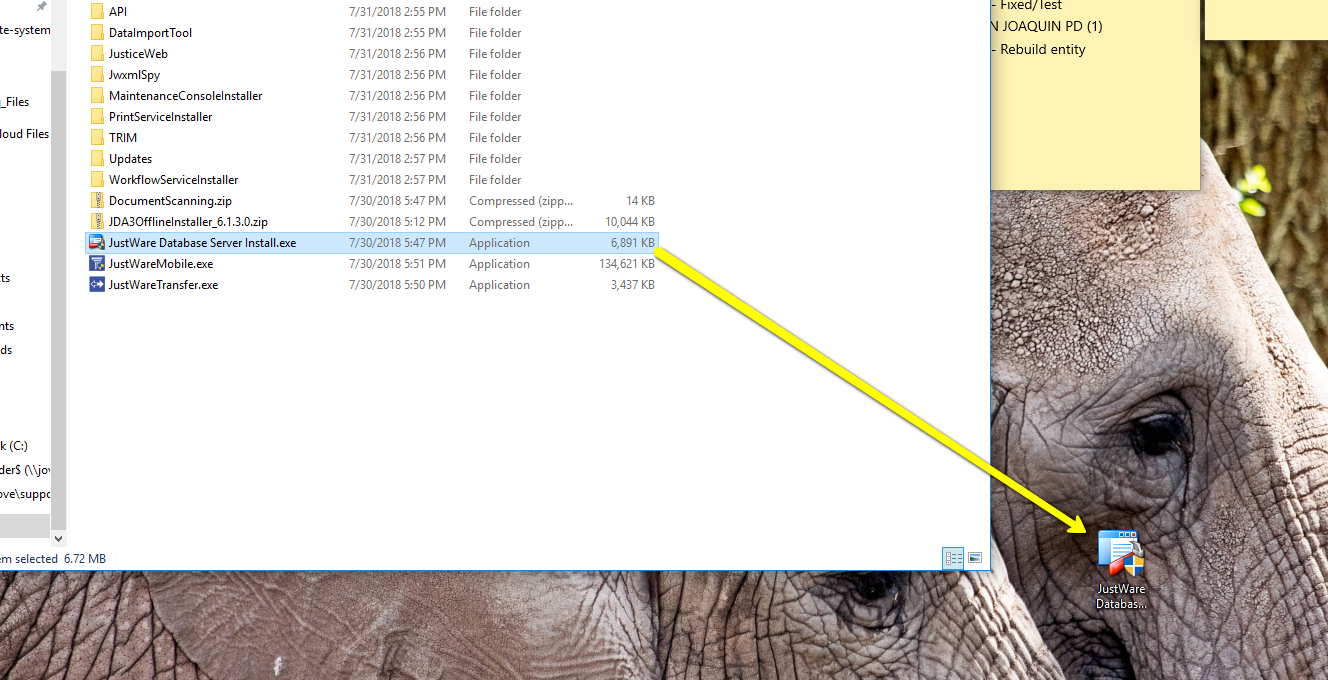 te-system
_Files
loud Files
ts
nts
ds
k (C:)
der$ (\\jov
ove\suppo
API 7/31/2018 2:55 PM File folder
DataImportTool 7/31/2018 2:55 PM File folder
JusticeWeb 7/31/2018 2:56 PM File folder
JwxmlSpy 7/31/2018 2:56 PM File folder
MaintenanceConsoleInstaller 7/31/2018 2:56 PM File folder
PrintServiceInstaller 7/31/2018 2:56 PM File folder
TRIM 7/31/2018 2:56 PM File folder
Updates 7/31/2018 2:57 PM File folder
WorkflowServiceInstaller 7/31/2018 2:57 PM File folder
DocumentScanning.zip 7/30/2018 5:47 PM Compressed (zipp... 14 KB
JDA3OfflineInstaller_6.1.3.0.zip 7/30/2018 5:12 PM Compressed (zipp... 10,044 KB
JustWare Database Server Install.exe 7/30/2018 5:47 PM Application 6,891 KB
JustWareMobile.exe 7/30/2018 5:51 PM Application 134,621 KB
JustWareTransfer.exe 7/30/2018 5:50 PM Application 3,437 KB
em selected 6.72 MB
- Fixed/Test
N JOAQUIN PD (1)
- Rebuild entity
JustWare
Databas...